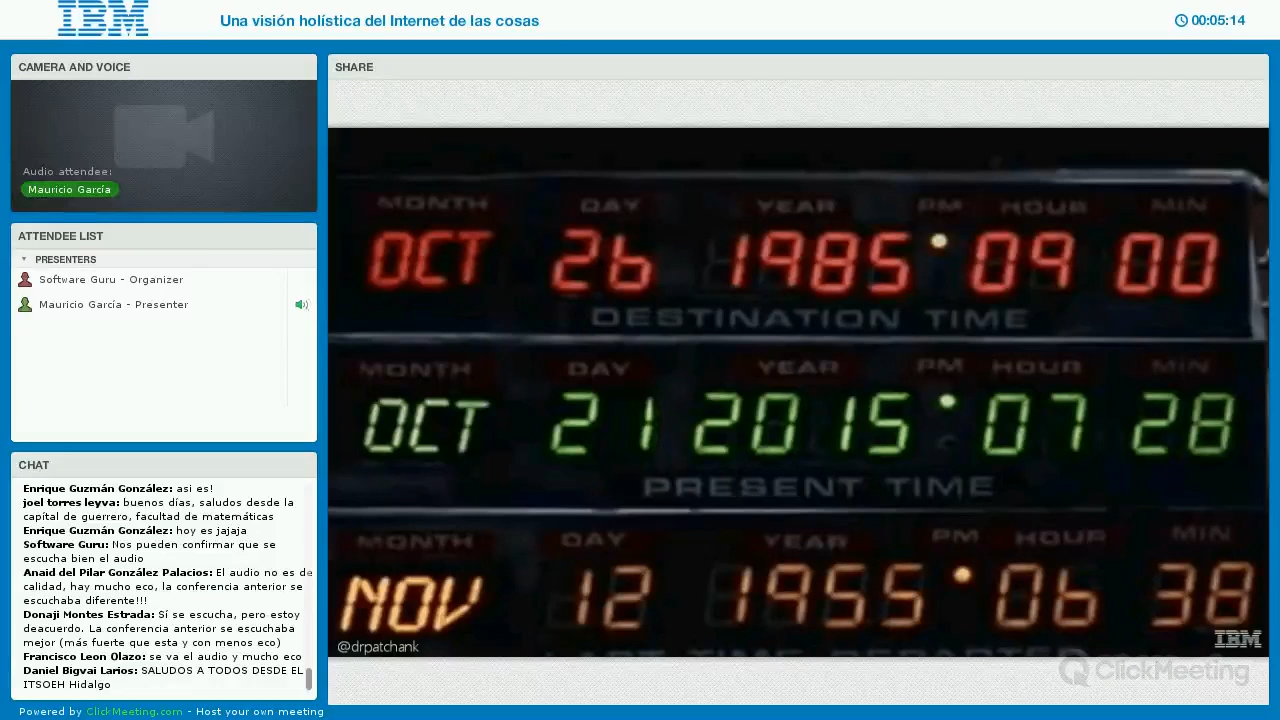 IBM
Una visión holística del Internet de las cosas
00:05:14
CAMERA AND VOICE
Audio attendee:
Mauricio García
ATTENDEE LIST
PRESENTERS
Software Guru - Organizer
Mauricio García - Presenter
CHAT
Enrique Guzmán González: asi es!
joel torres leyva: buenos días, saludos desde la
capítal de guerrero, facultad de matemáticas
Enrique Guzmán González: hoy es jajaja
Software Guru: Nos pueden confirmar que se
escucha bien el audio
Anaid del Pilar González Palacios: El audio no es de
calidad, hay mucho eco, la conferencia anterior se
escuchaba diferente!!!
Donaji Montes Estrada: Sí se escucha, pero estoy
deacuerdo. La conferencia anterior se escuchaba
mejor (más fuerte que esta y con menos eco)
Francisco Leon Olazo: se va el audio y mucho eco
Daniel Bigvai Larios: SALUDOS A TODOS DESDE EL
ITSOEH Hidalgo
Powered by ClickMeeting.com - Host your own meeting
SHARE
MONTH DAY YEAR PM HOUR MIN
OCT 26 1985 09 00
DESTINATION TIME
MONTH DAY YEAR PM HOUR MIN
OCT 21 2015 07 28
PRESENT TIME
MONTH DAY YEAR PM HOUR MIN
NOV 12 1955 06 38
LAST TIME DEPARTED
@drpatchank
IBM
ClickMeeting